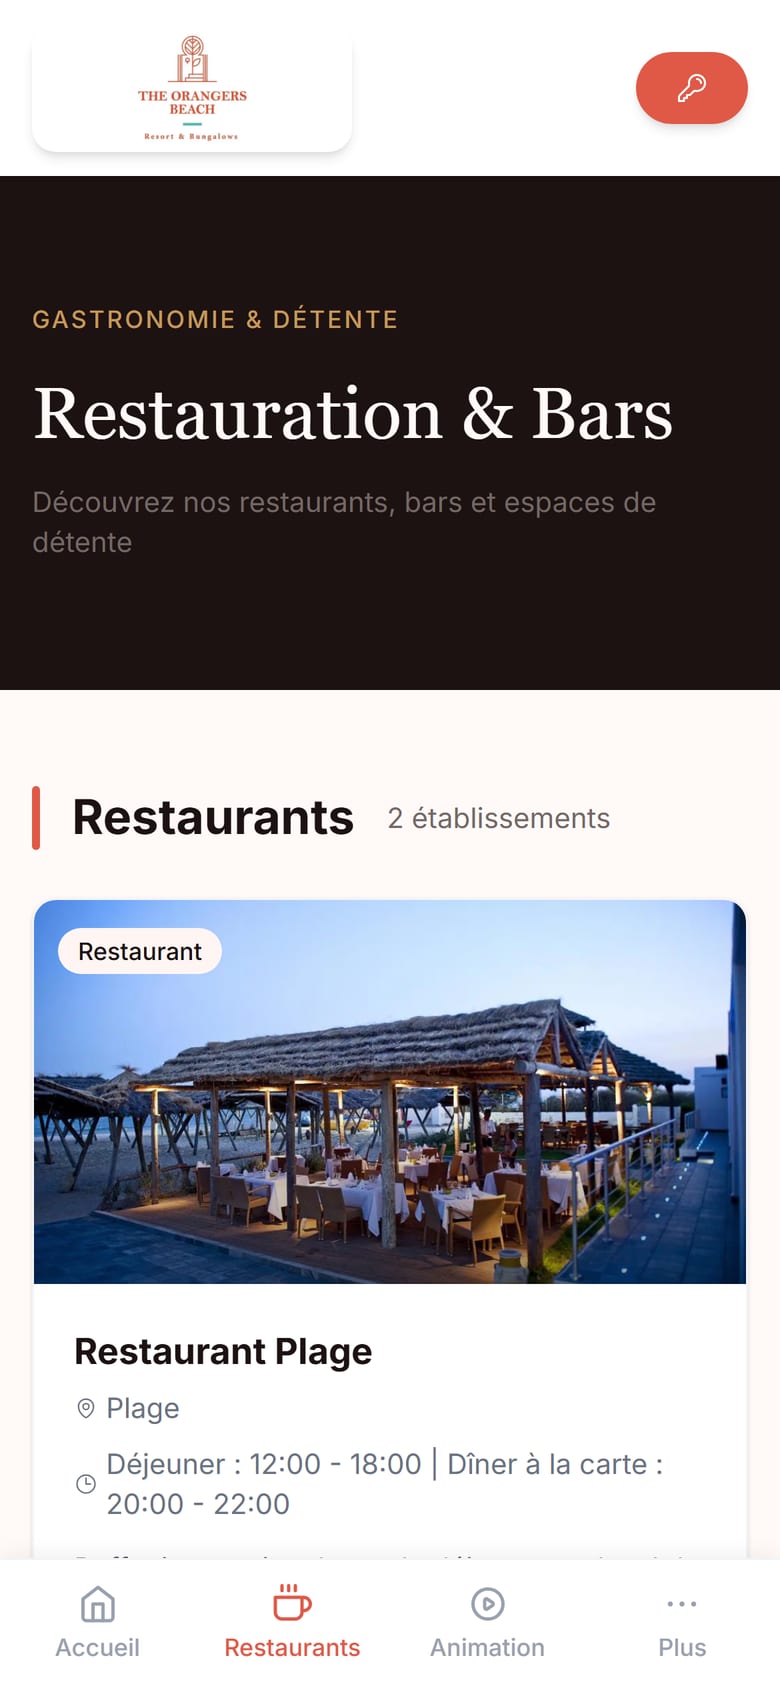 THE ORANGERS
BEACH
Resort & Bungalows
GASTRONOMIE & DÉTENTE
Restauration & Bars
Découvrez nos restaurants, bars et espaces de
détente
Restaurants
2 établissements
Restaurant
Restaurant Plage
Plage
Déjeuner : 12:00 - 18:00 | Dîner à la carte :
20:00 - 22:00
Accueil
Restaurants
Animation
Plus